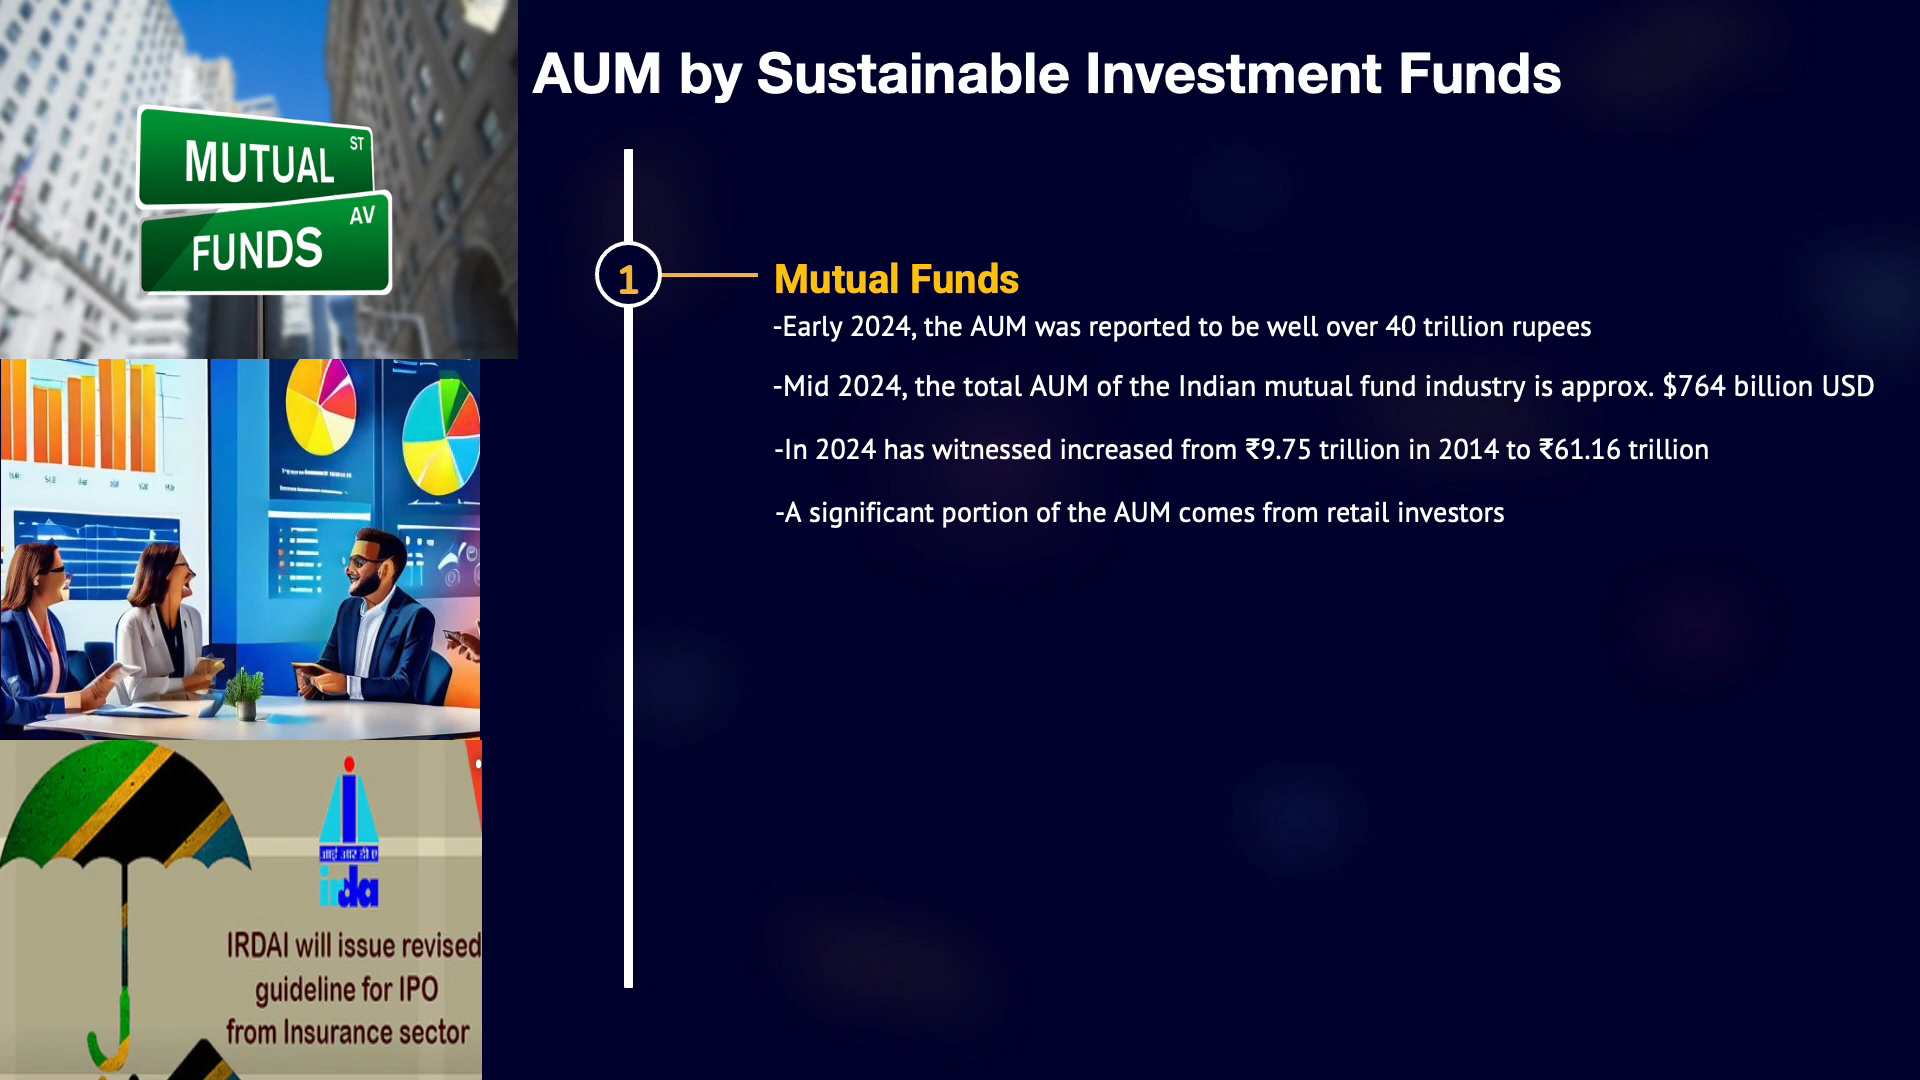 AUM by Sustainable Investment Funds
MUTUAL ST
FUNDS AV
1
Mutual Funds
-Early 2024, the AUM was reported to be well over 40 trillion rupees
-Mid 2024, the total AUM of the Indian mutual fund industry is approx. $764 billion USD
-In 2024 has witnessed increased from ₹9.75 trillion in 2014 to ₹61.16 trillion
-A significant portion of the AUM comes from retail investors
आई आर डी ए
irda
IRDAI will issue revised
guideline for IPO
from Insurance sector